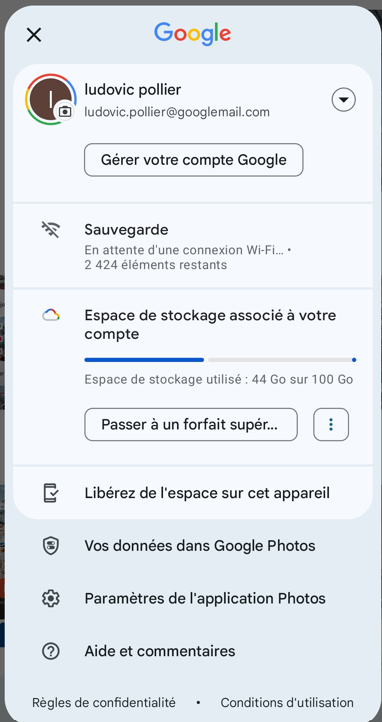 Google
l
ludovic pollier
ludovic.pollier@googlemail.com
Gérer votre compte Google
Sauvegarde
En attente d'une connexion Wi-Fi… •
2 424 éléments restants
Espace de stockage associé à votre
compte
Espace de stockage utilisé : 44 Go sur 100 Go
Passer à un forfait supér…
Libérez de l'espace sur cet appareil
Vos données dans Google Photos
Paramètres de l'application Photos
Aide et commentaires
Règles de confidentialité • Conditions d'utilisation